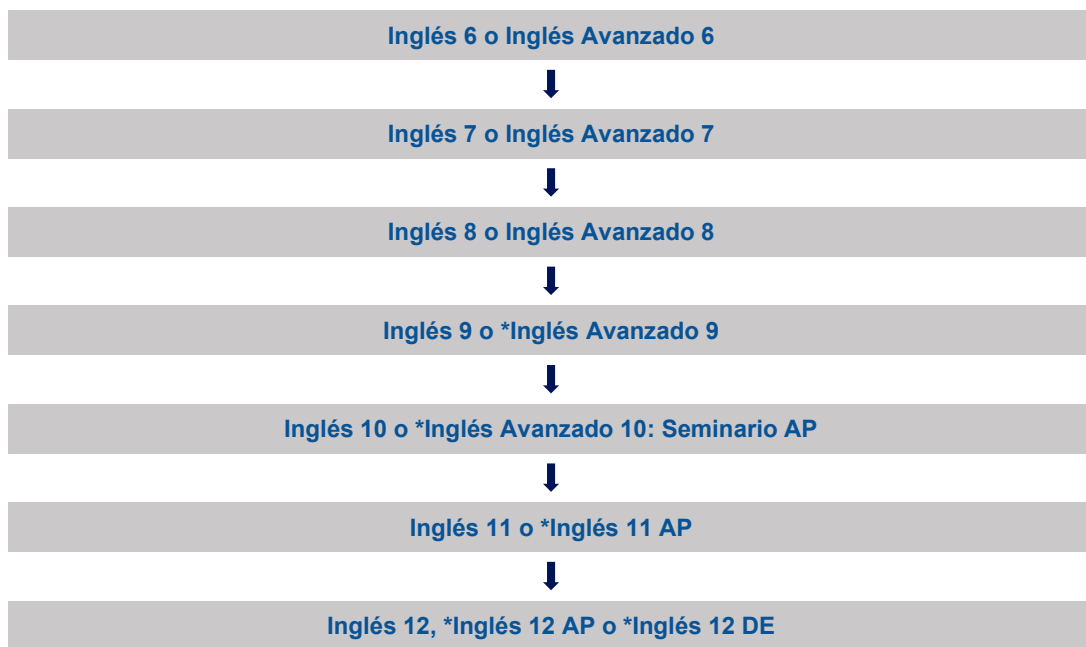 Inglés 6 o Inglés Avanzado 6
Inglés 7 o Inglés Avanzado 7
Inglés 8 o Inglés Avanzado 8
Inglés 9 o *Inglés Avanzado 9
Inglés 10 o *Inglés Avanzado 10: Seminario AP
Inglés 11 o *Inglés 11 AP
Inglés 12, *Inglés 12 AP o *Inglés 12 DE